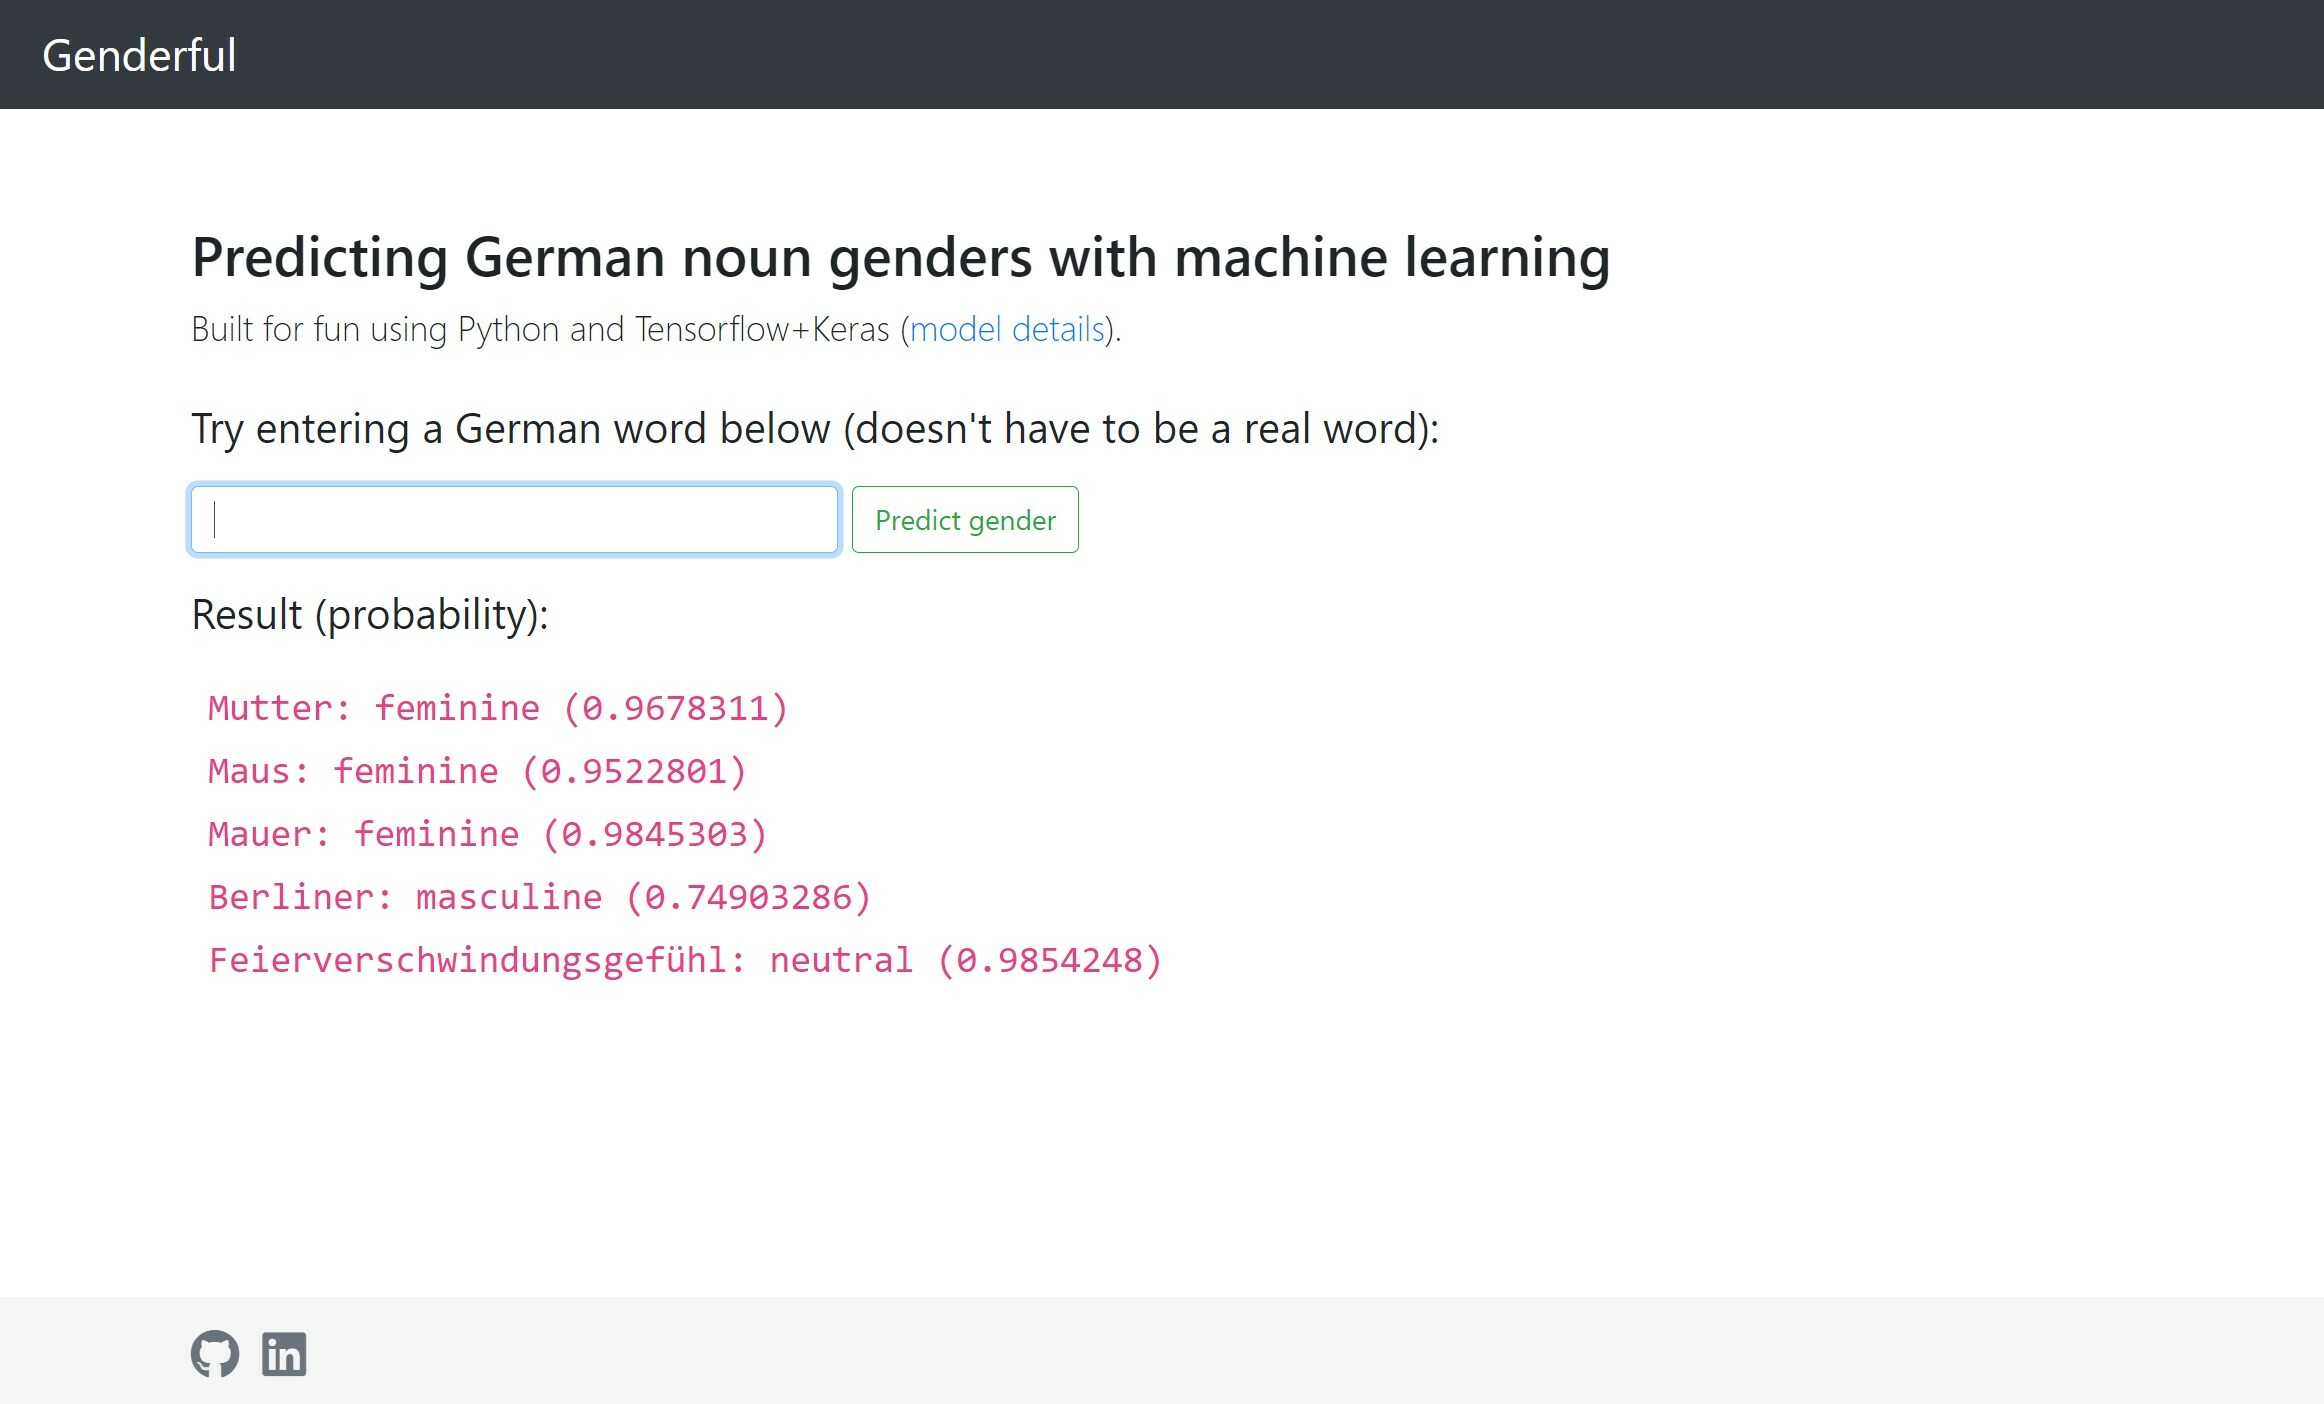 Genderful
Predicting German noun genders with machine learning
Built for fun using Python and Tensorflow+Keras (model details).
Try entering a German word below (doesn't have to be a real word):
Predict gender
Result (probability):
Mutter: feminine (0.9678311)
Maus: feminine (0.9522801)
Mauer: feminine (0.9845303)
Berliner: masculine (0.74903286)
Feierverschwindungsgefühl: neutral (0.9854248)
in